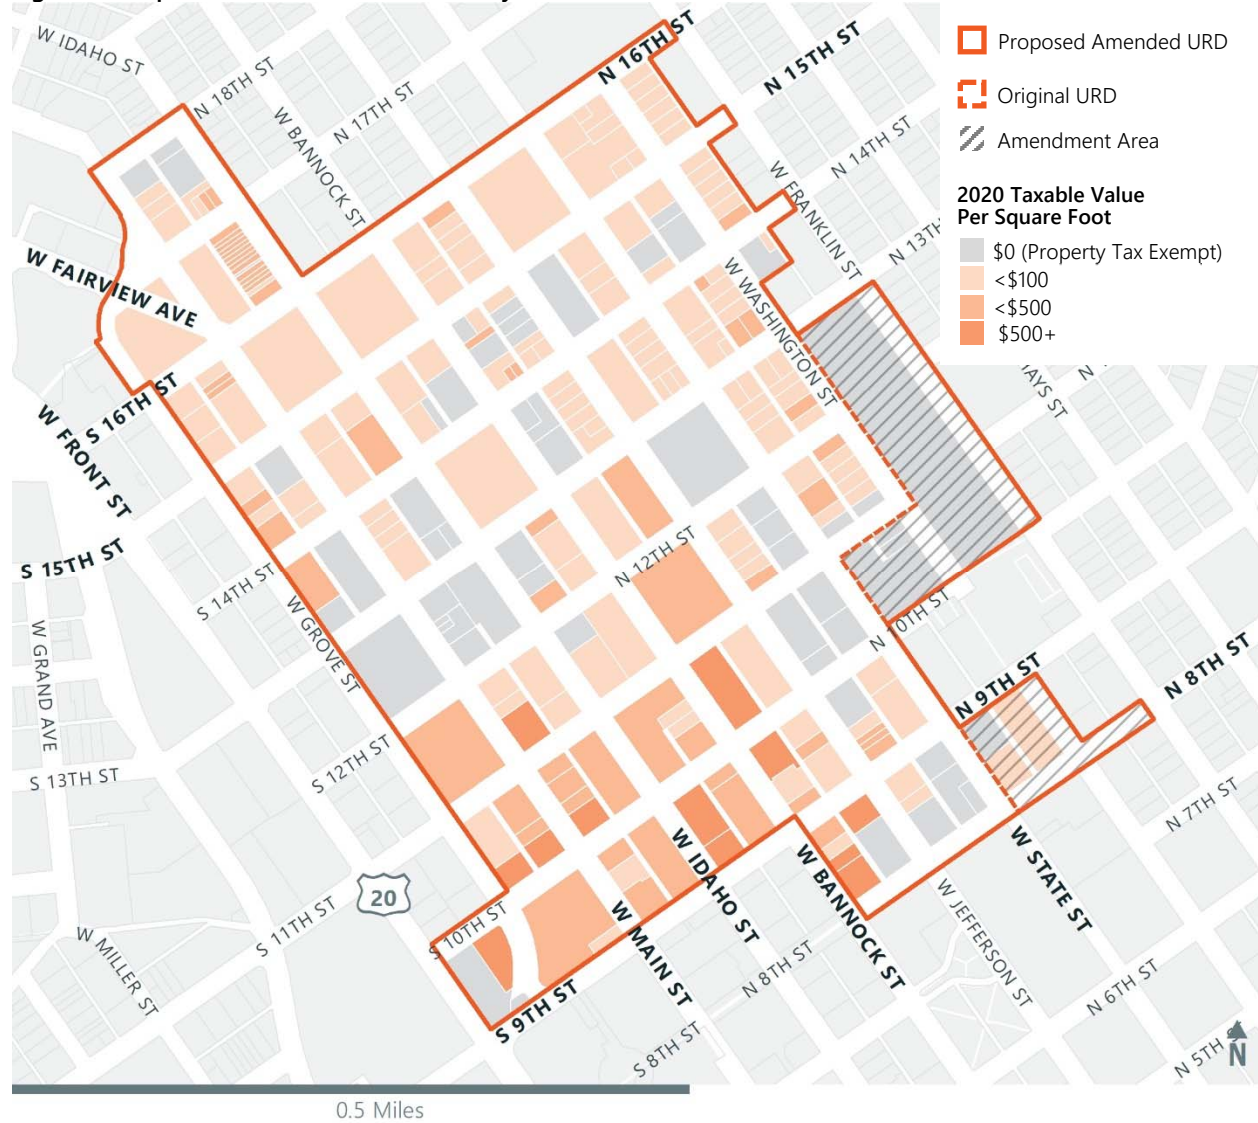 W IDAHO ST
N 18TH ST
W BANNOCK ST
N 17TH ST
N 16TH ST
N 15TH ST
N 14TH ST
W FRANKLIN ST
N 13TH
Proposed Amended URD
Original URD
Amendment Area
2020 Taxable Value
Per Square Foot
$0 (Property Tax Exempt)
<$100
<$500
$500+
W FAIRVIEW AVE
W WASHINGTON ST
AYS ST
S 16TH ST
W FRONT ST
S 15TH ST
S 14TH ST
W GROVE ST
N 12TH ST
N 10TH ST
N 9TH ST
N 8TH ST
W GRAND AVE
S 13TH ST
S 12TH ST
20
S 11TH ST
S 10TH ST
W MILLER ST
S 9TH ST
W MAIN ST
W IDAHO ST
W BANNOCK ST
W JEFFERSON ST
W STATE ST
N 7TH ST
N 8TH ST
S 8TH ST
N 6TH ST
N 5TH S
N
0.5 Miles